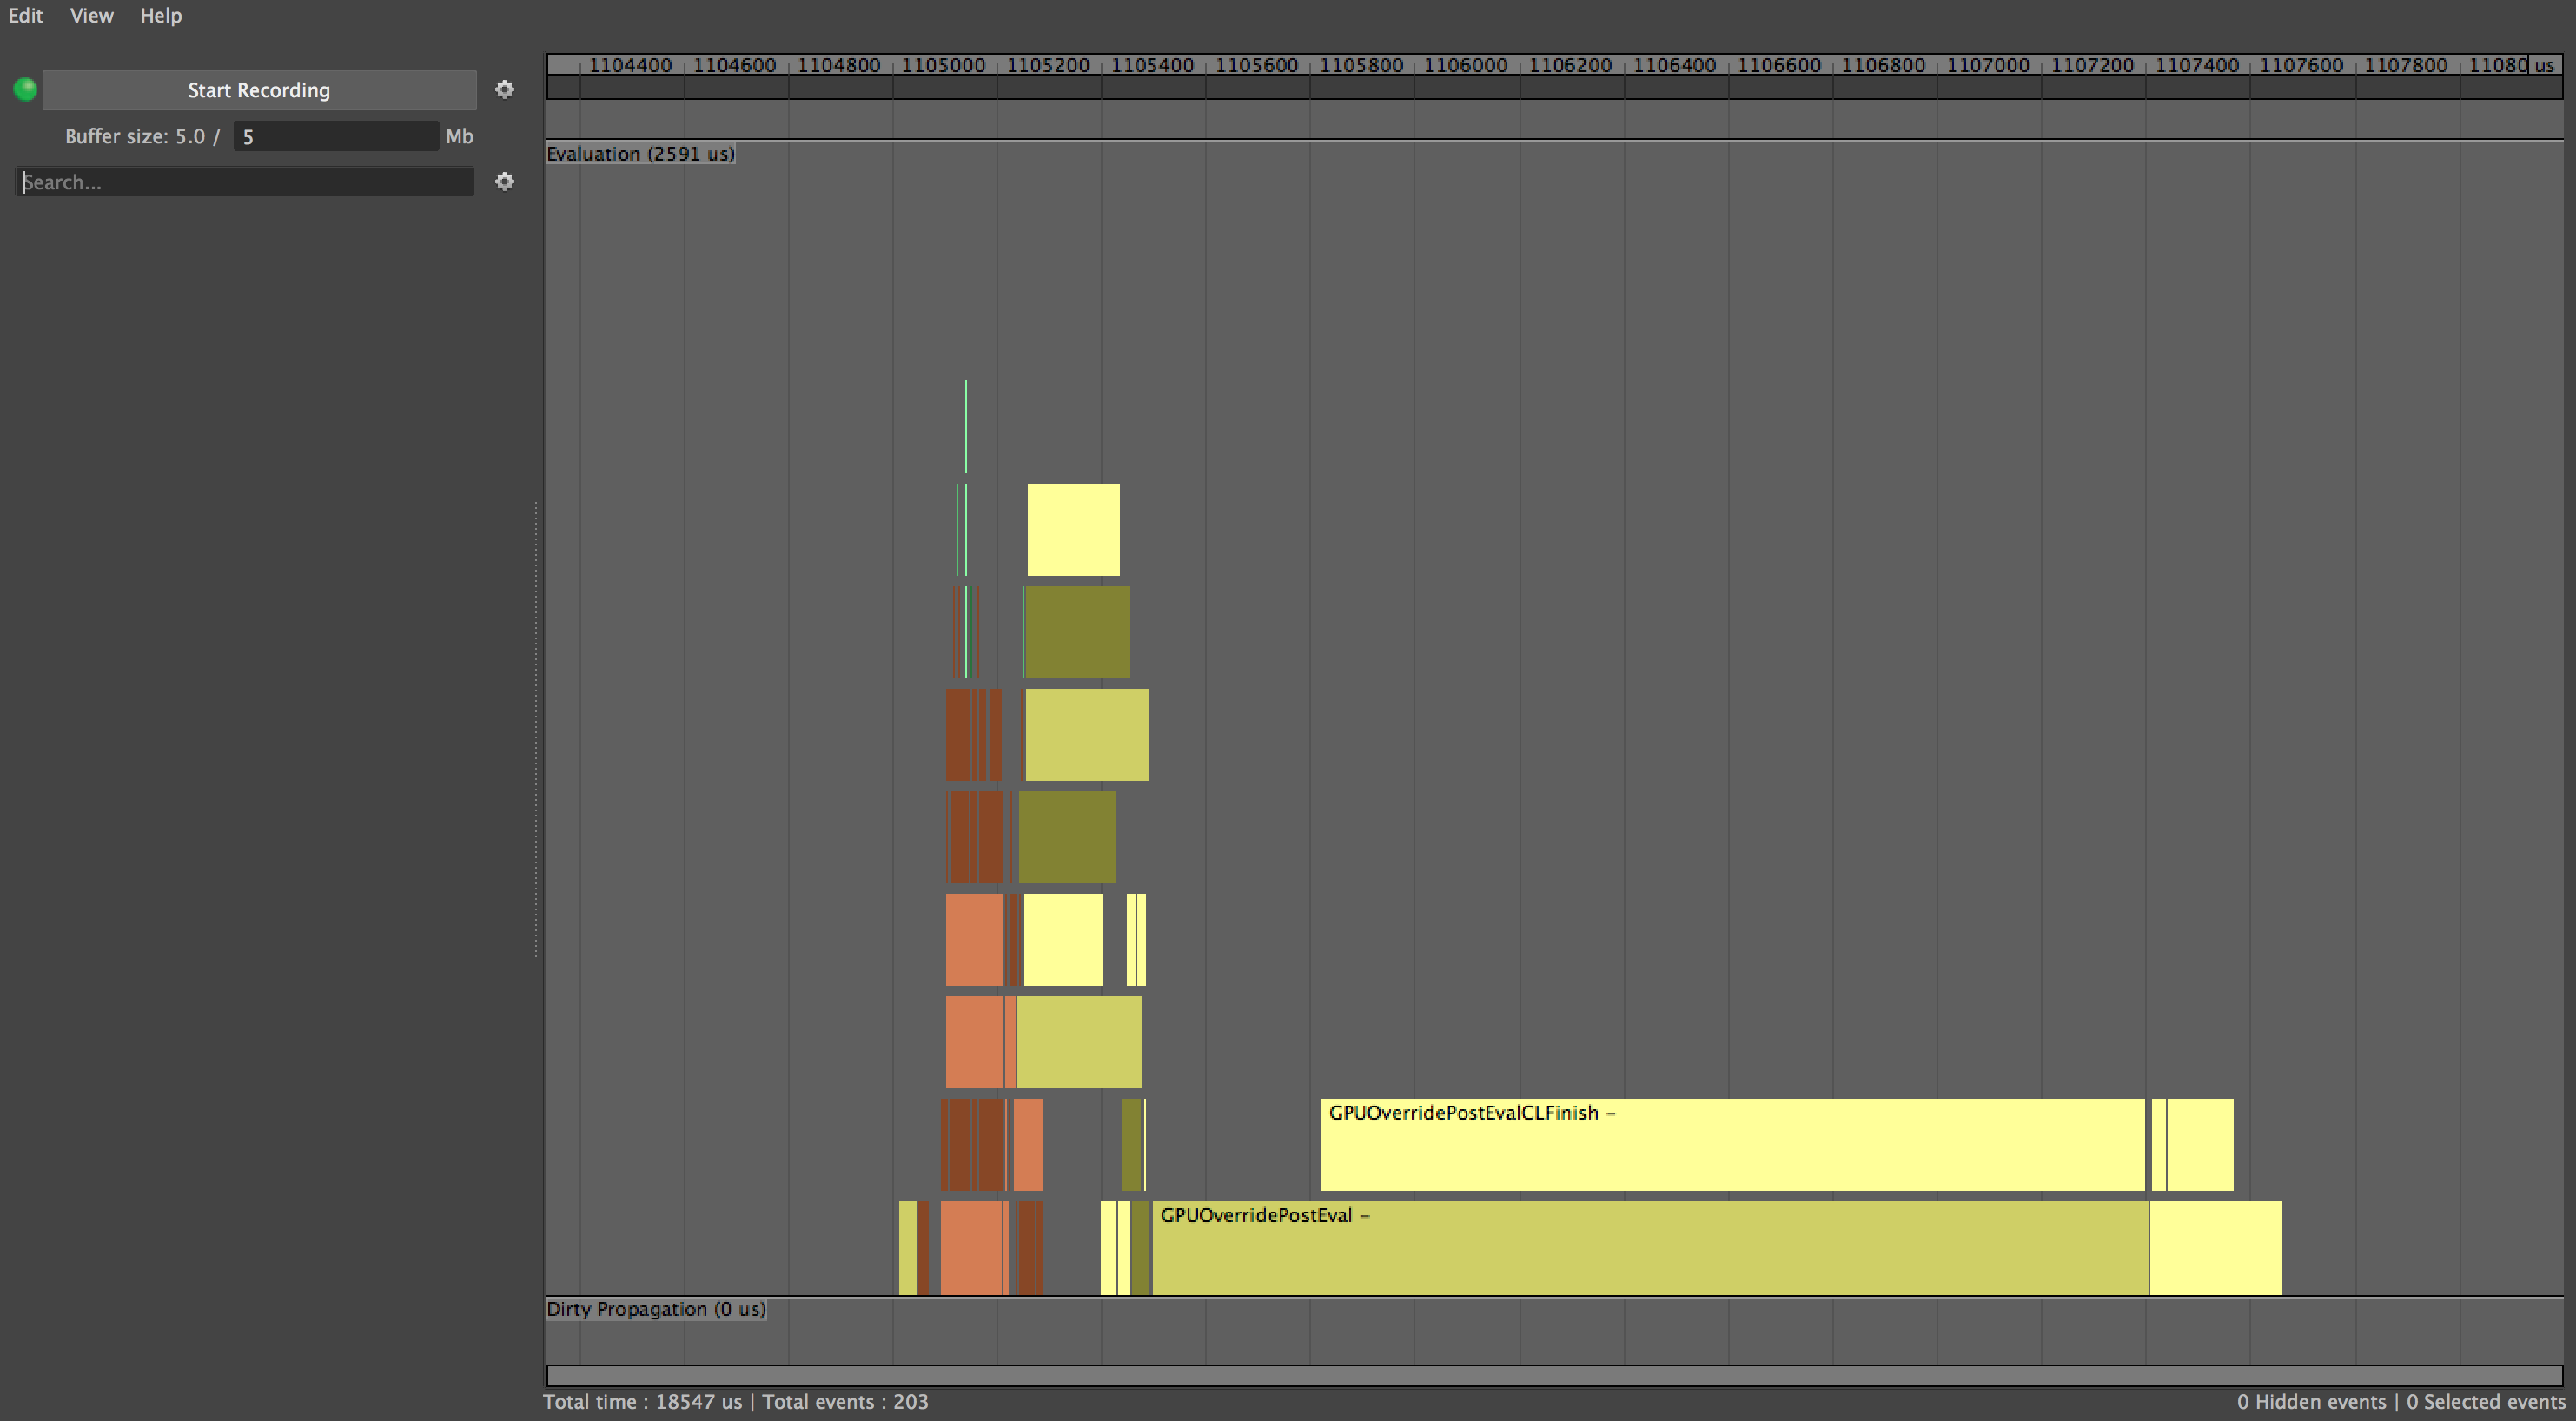 Edit View Help
Start Recording
Buffer size: 5.0 / 5 Mb
Search...
1104400 1104600 1104800 1105000 1105200 1105400 1105600 1105800 1106000 1106200 1106400 1106600 1106800 1107000 1107200 1107400 1107600 1107800 11080 us
Evaluation (2591 us)
GPUOverridePostEvalCLFinish –
GPUOverridePostEval –
Dirty Propagation (0 us)
Total time : 18547 us | Total events : 203
0 Hidden events | 0 Selected events